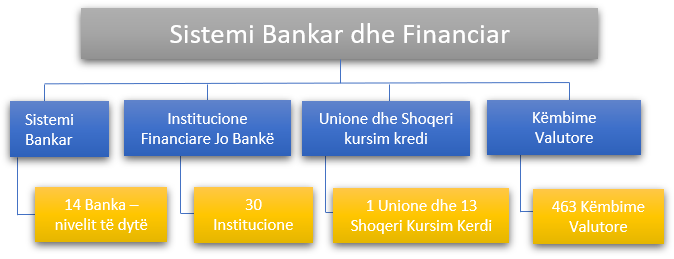 Sistemi Bankar dhe Financiar
Sistemi
Bankar
Institucione
Financiare Jo Bankë
Unione dhe Shoqeri
kursim kredi
Këmbime
Valutore
14 Banka –
nivelit të dytë
30
Institucione
1 Unione dhe 13
Shoqeri Kursim Kerdi
463 Këmbime
Valutore